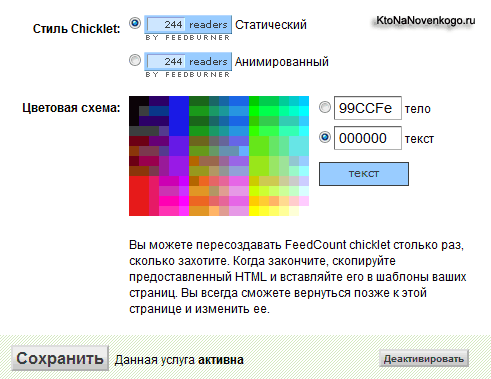 KtoNaNovenkogo.ru
Стиль Chicklet: 244 readers Статический
BY FEEDBURNER
244 readers Анимированный
BY FEEDBURNER
Цветовая схема: 99CCFe тело
000000 текст
текст
Вы можете пересоздавать FeedCount chicklet столько раз,
сколько захотите. Когда закончите, скопируйте
предоставленный HTML и вставляйте его в шаблоны ваших
страниц. Вы всегда сможете вернуться позже к этой
странице и изменить ее.
Сохранить Данная услуга активна Деактивировать